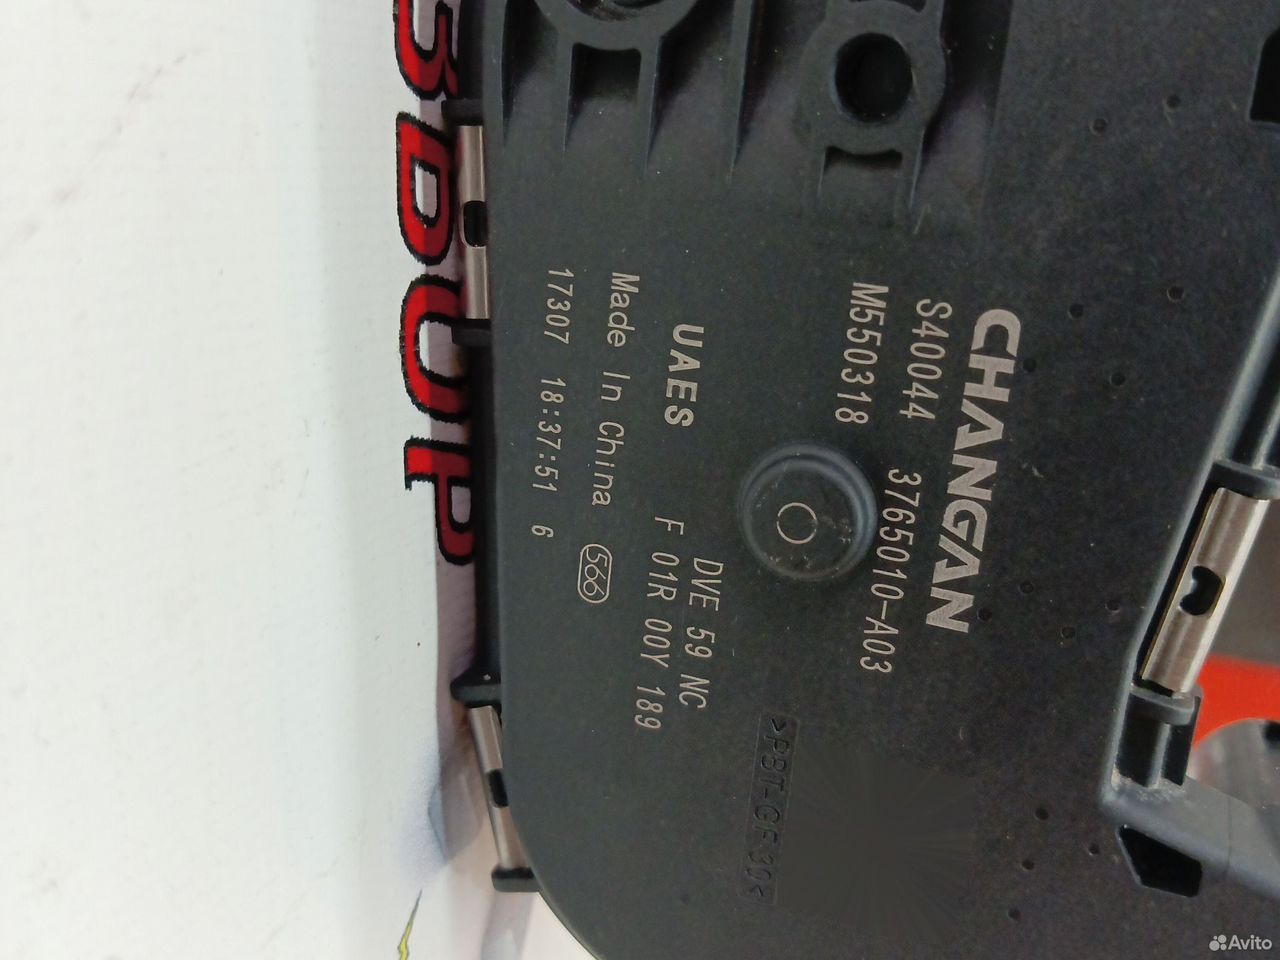 CHANGAN
S40044 3765010-A03
M550318
DVE 59 NC
UAES F 01R 00Y 189
Made In China 566
17307 18:37:51 6
>PBT-GF30<
3DUP
Avito